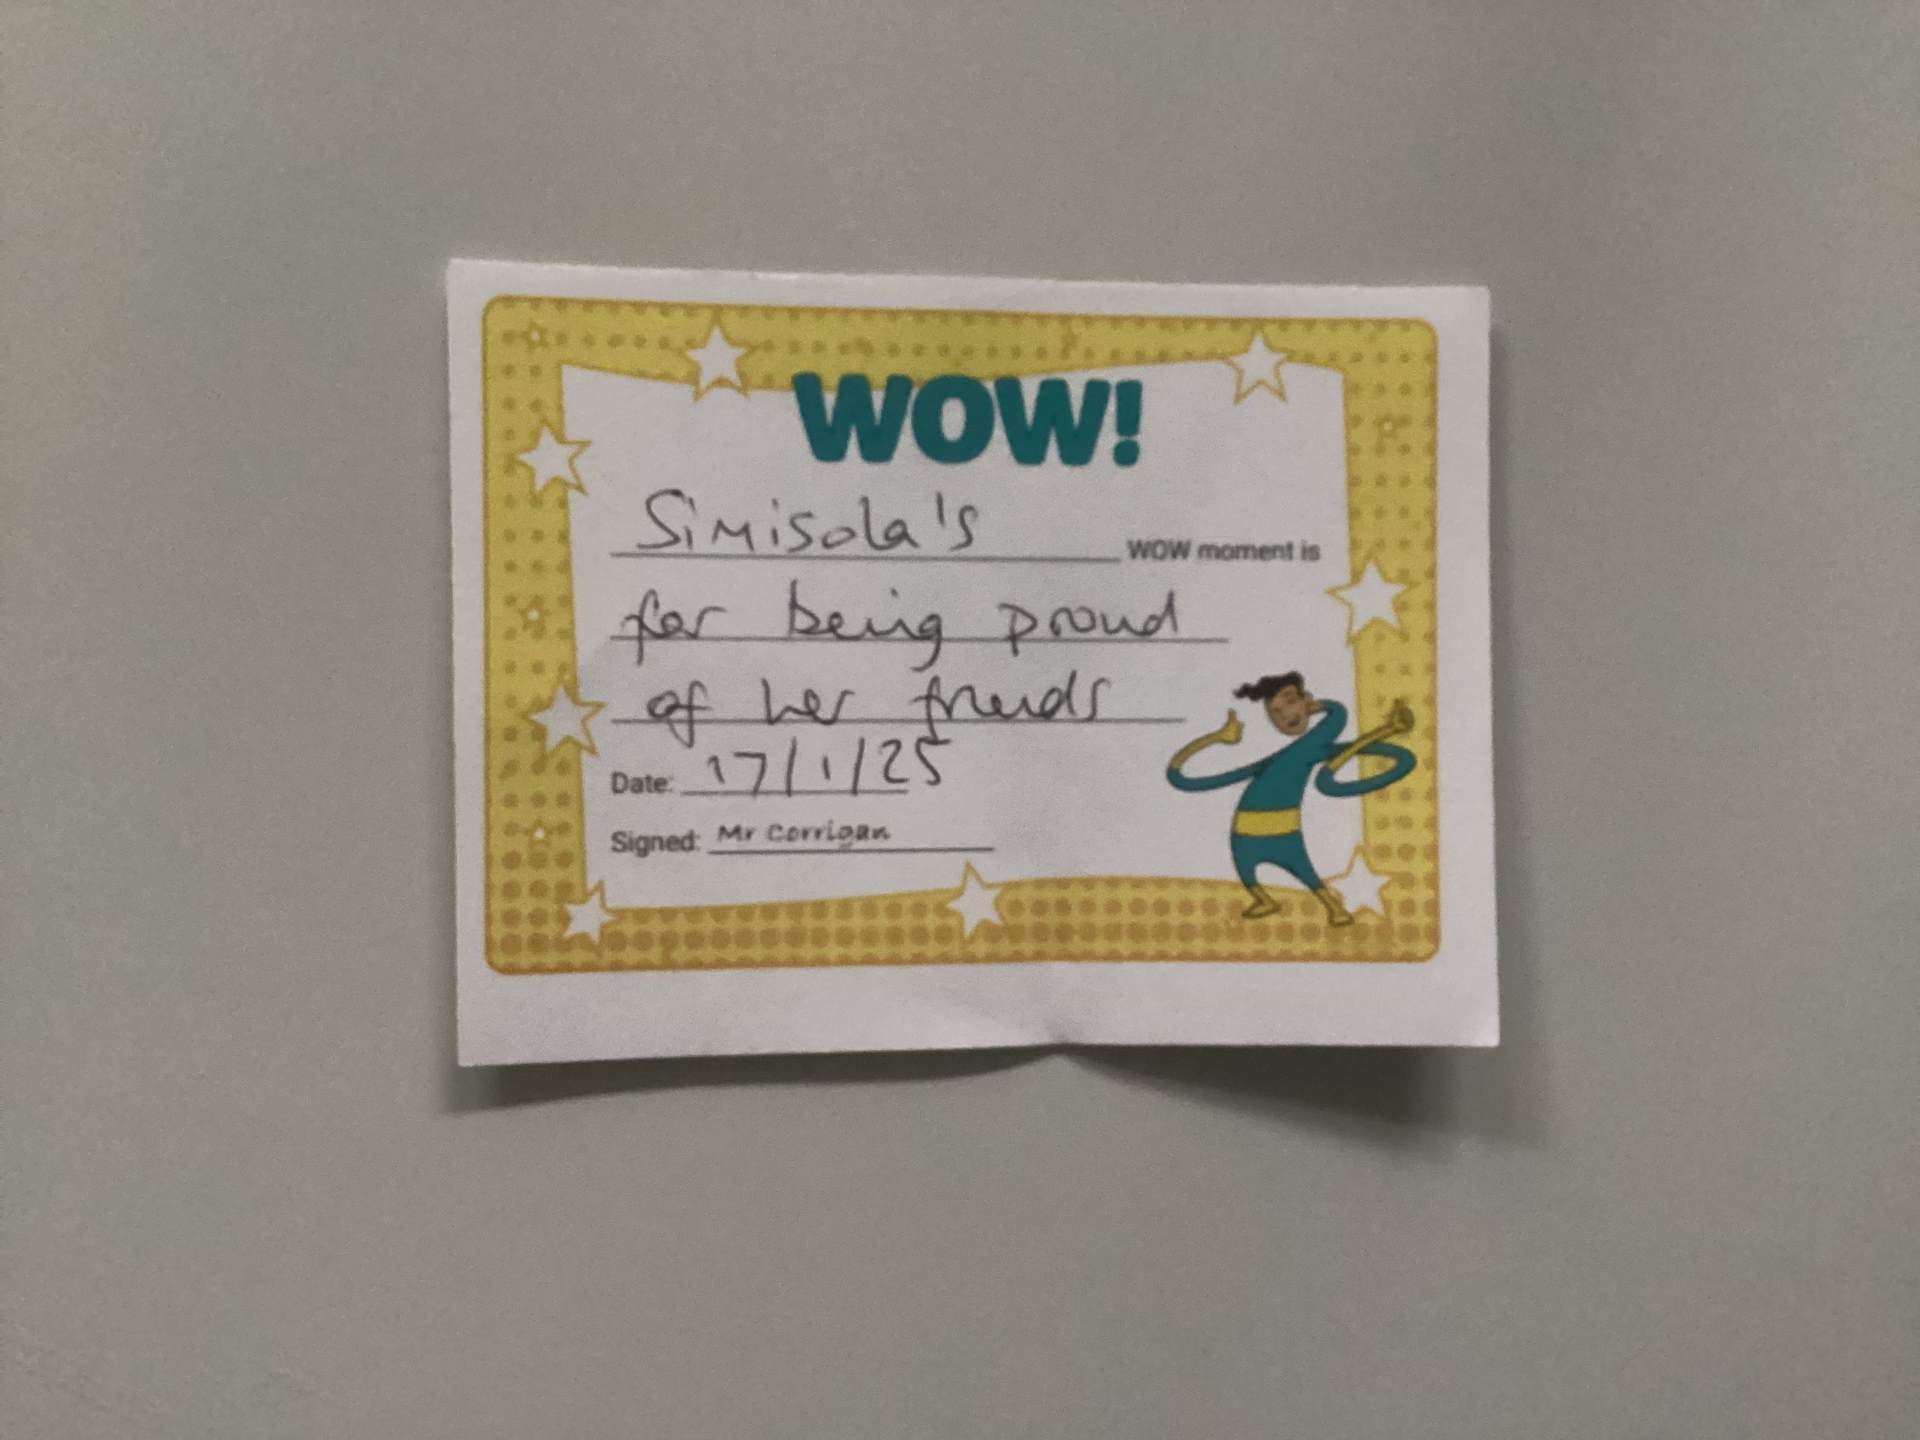 WOW!
Simisola's WOW moment is
for being proud
of her friends
Date: 17/1/25
Signed: Mr Corrigan